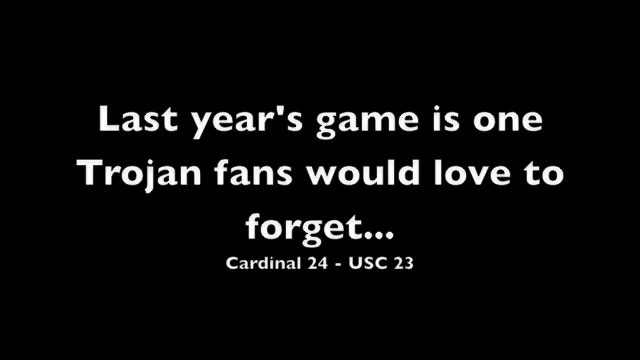 Last year's game is one
Trojan fans would love to
forget...
Cardinal 24 - USC 23